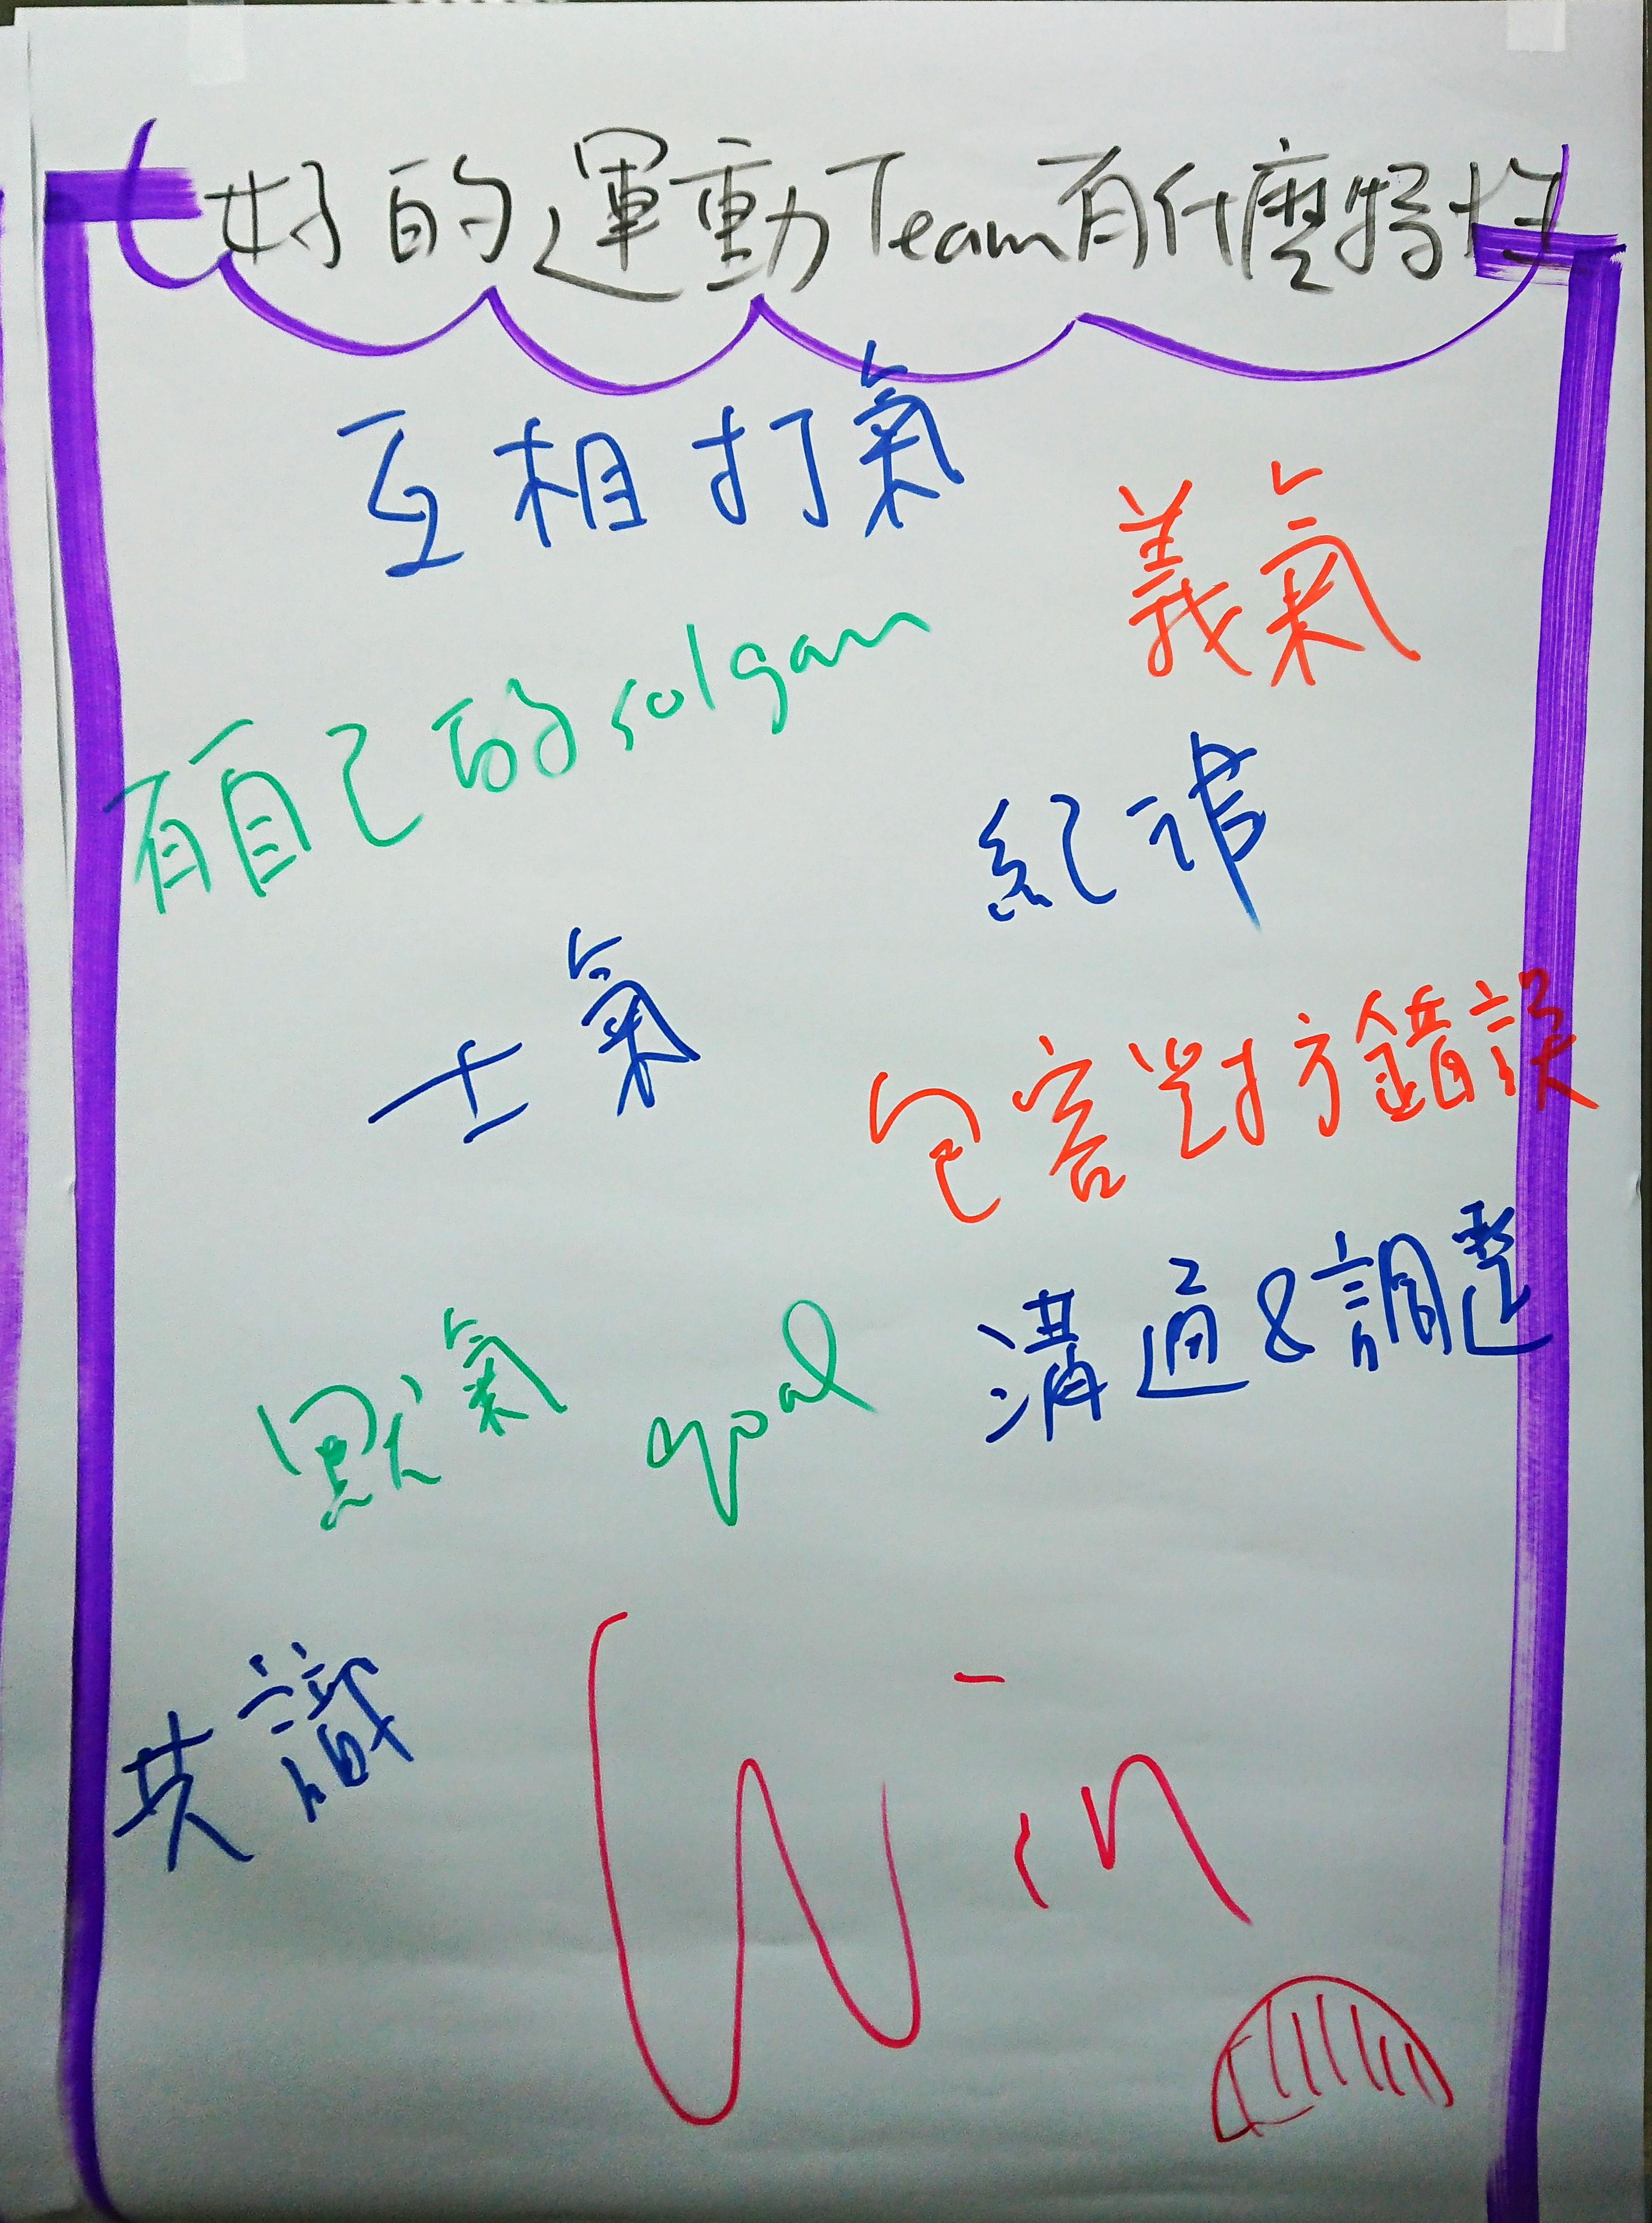 好的運動Team有什麼特性
互相打氣
義氣
有自己的solgan
紀律
士氣
包容對方錯誤
溝通&調整
默氣
goal
共識
Win